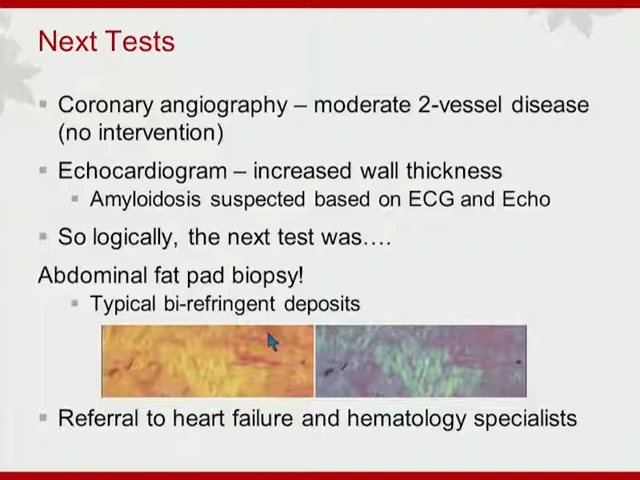 Next Tests
Coronary angiography – moderate 2-vessel disease
(no intervention)
Echocardiogram – increased wall thickness
Amyloidosis suspected based on ECG and Echo
So logically, the next test was….
Abdominal fat pad biopsy!
Typical bi-refringent deposits
Referral to heart failure and hematology specialists